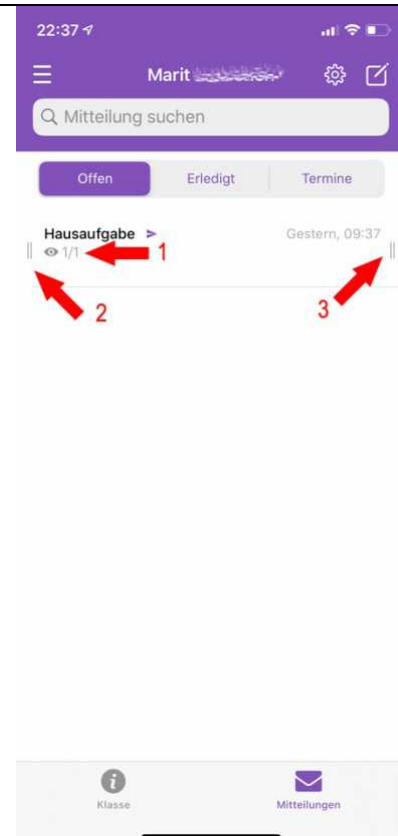 22:37
Marit
Mitteilung suchen
Offen Erledigt Termine
Hausaufgabe Gestern, 09:37
1/1 1
2 3
Klasse Mitteilungen